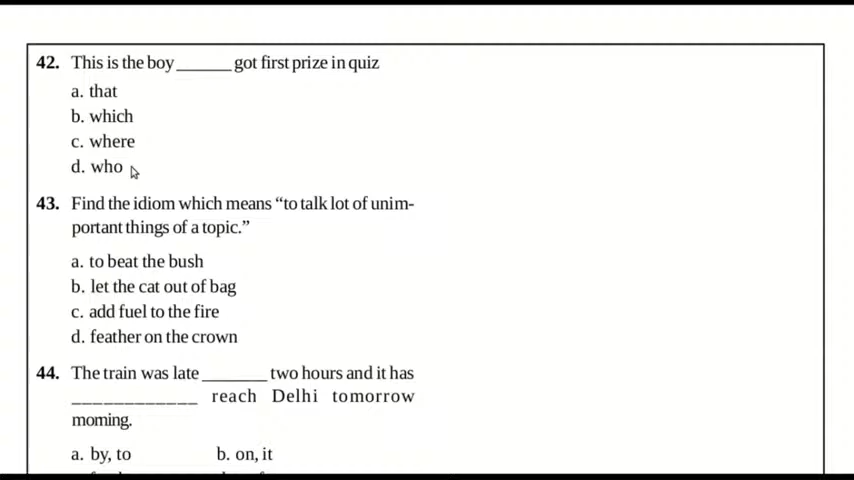 42. This is the boy ______ got first prize in quiz
a. that
b. which
c. where
d. who
43. Find the idiom which means “to talk lot of unim-
portant things of a topic.”
a. to beat the bush
b. let the cat out of bag
c. add fuel to the fire
d. feather on the crown
44. The train was late _______ two hours and it has
____________ reach Delhi tomorrow
morning.
a. by, to b. on, it